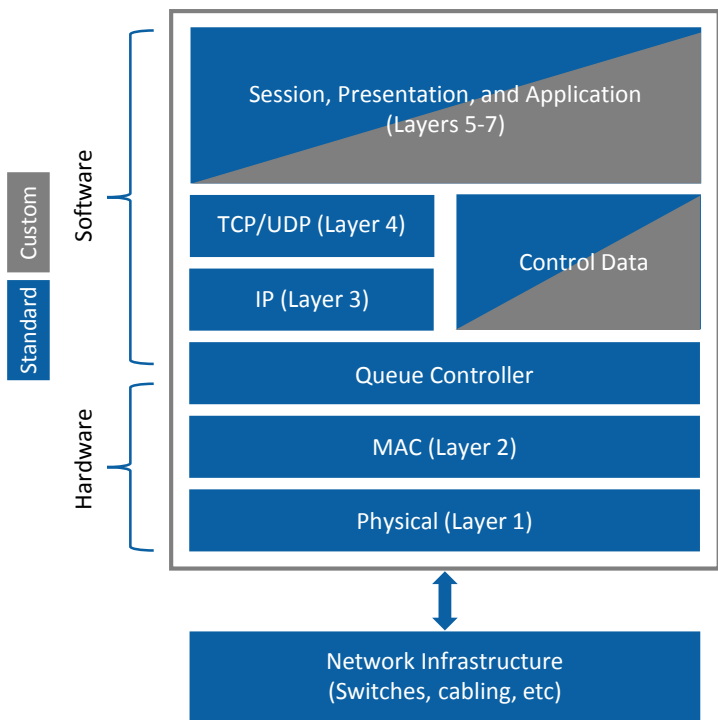 Session, Presentation, and Application
(Layers 5-7)
Custom
Software
TCP/UDP (Layer 4)
Control Data
IP (Layer 3)
Standard
Queue Controller
Hardware
MAC (Layer 2)
Physical (Layer 1)
Network Infrastructure
(Switches, cabling, etc)